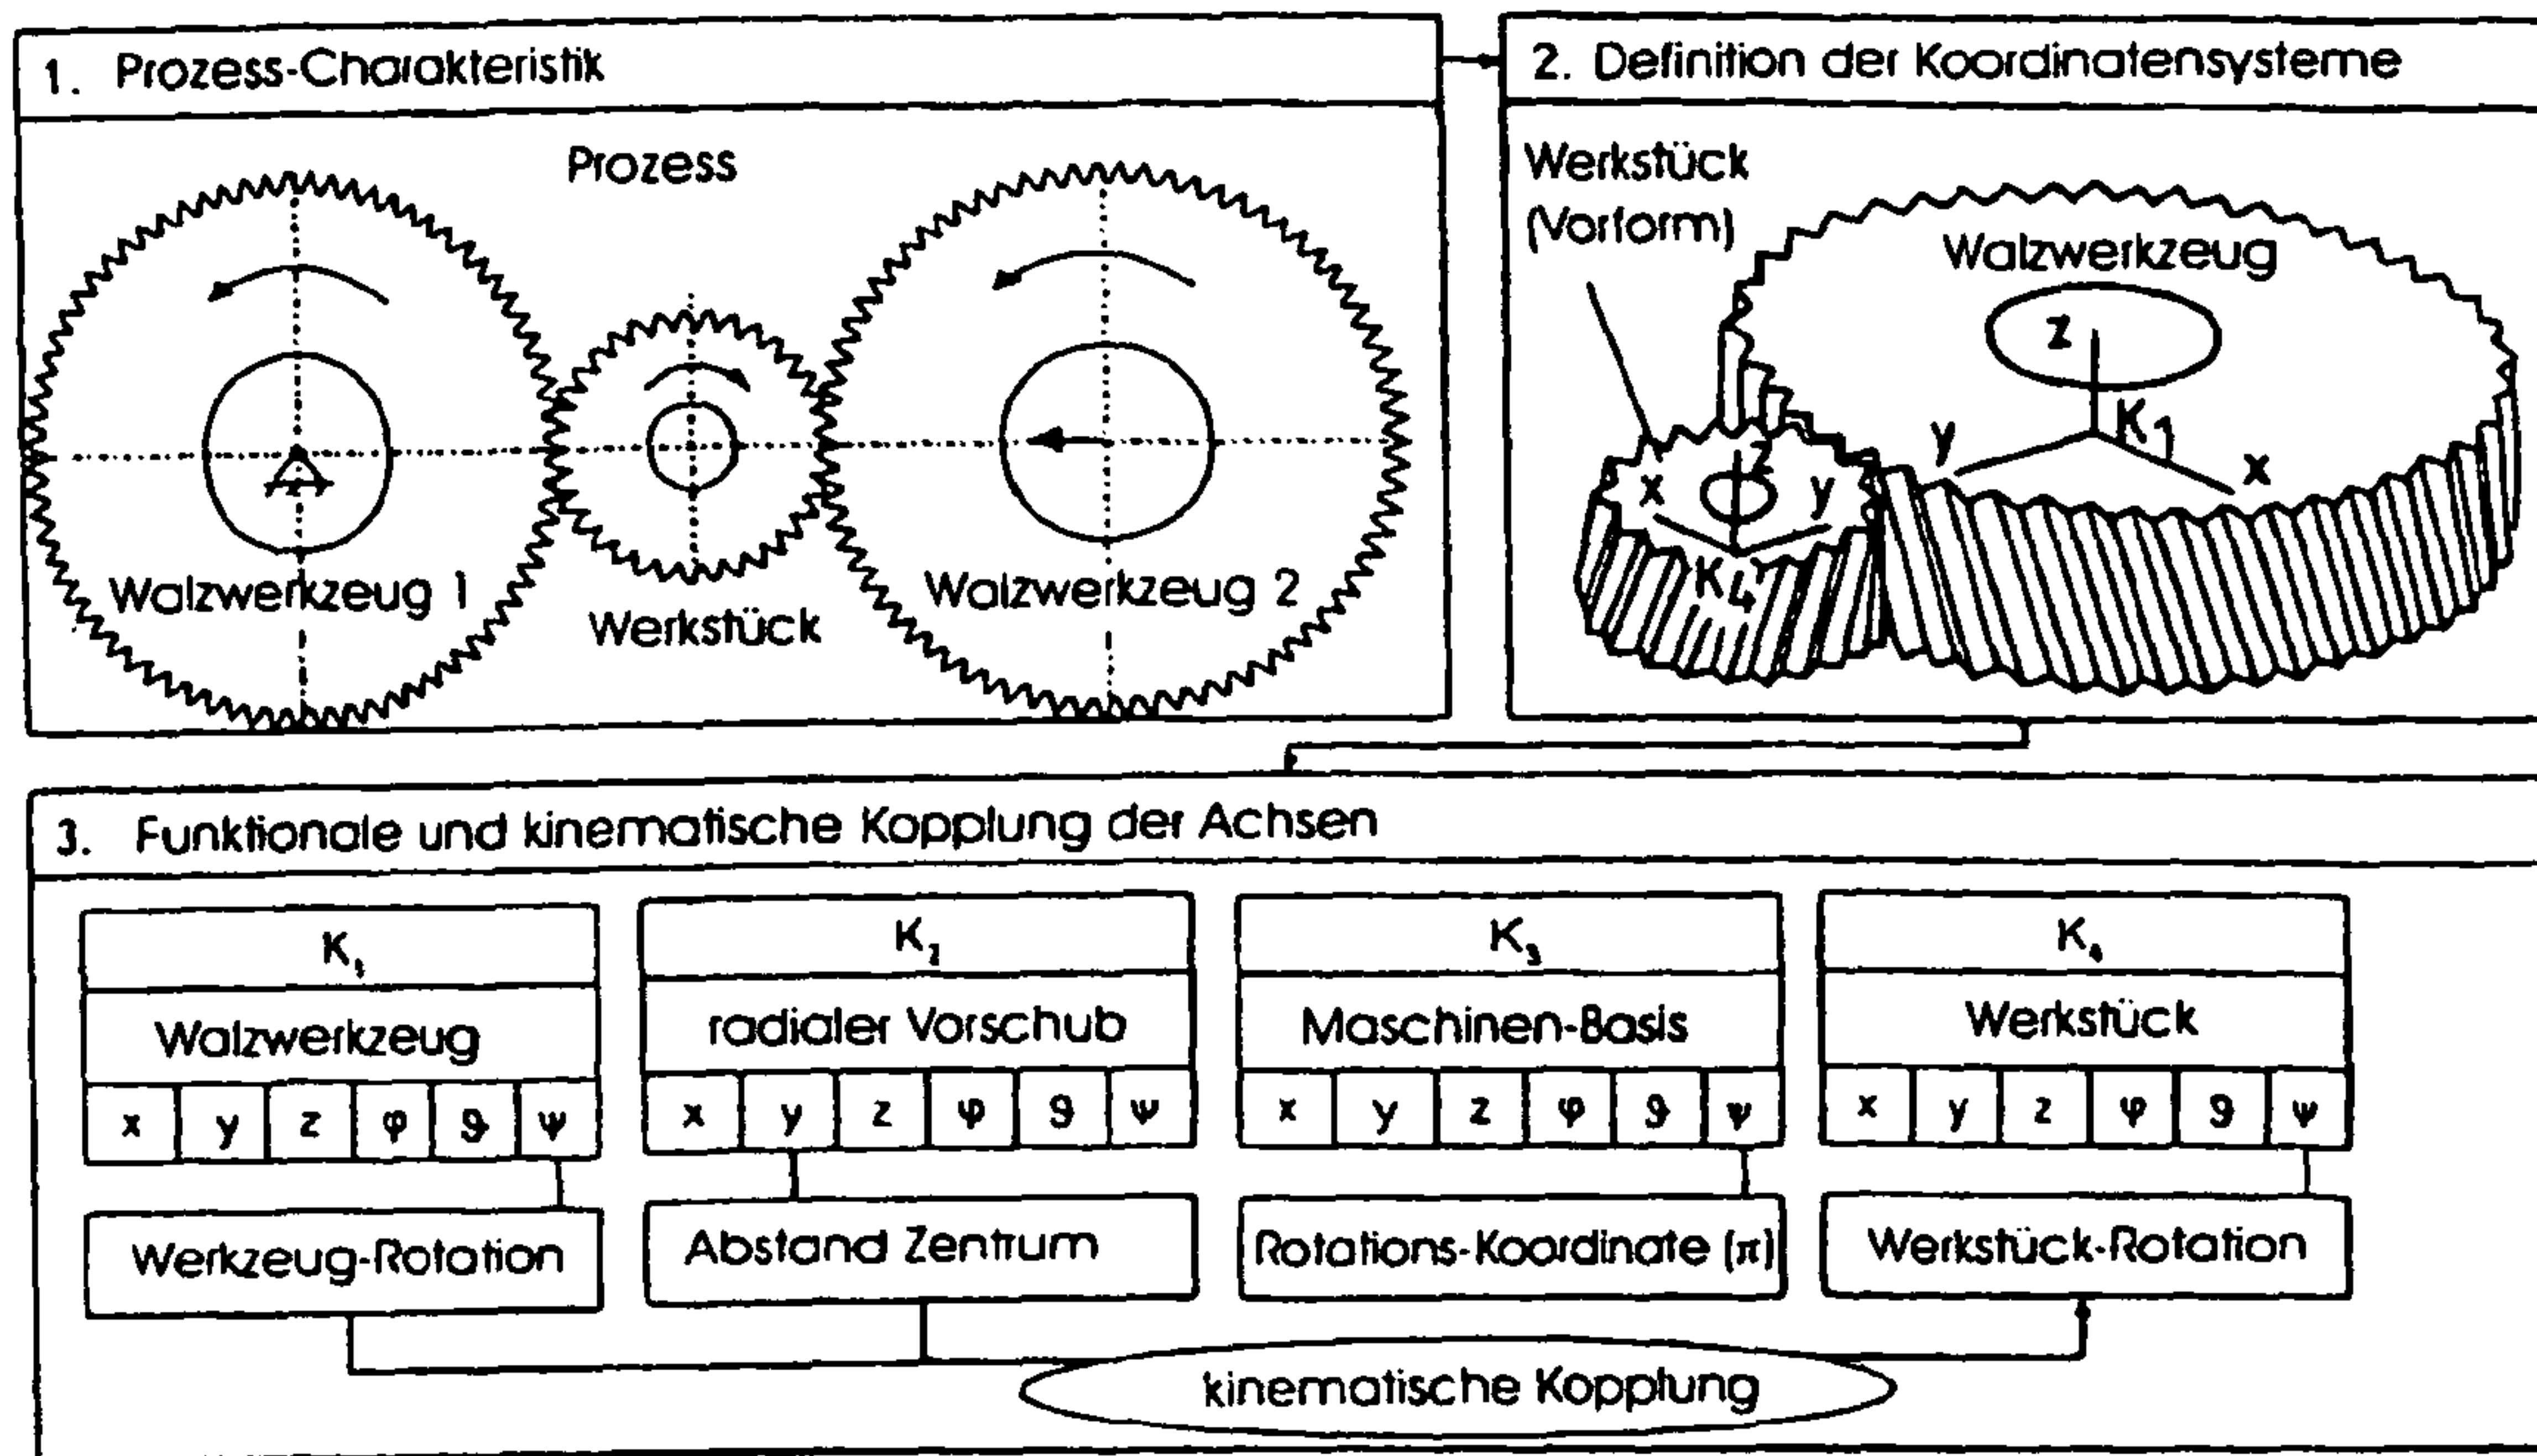 1. Prozess-Charakteristik
Prozess
Walzwerkzeug 1
Werkstück
Walzwerkzeug 2
2. Definition der Koordinatensysteme
Werkstück
(Vorform)
Walzwerkzeug
z
K1
y
x
x
z
y
K4
3. Funktionale und kinematische Kopplung der Achsen
K₁
Walzwerkzeug
x y z φ ϑ ψ
Werkzeug-Rotation
K₂
radialer Vorschub
x y z φ ϑ ψ
Abstand Zentrum
K₃
Maschinen-Basis
x y z φ ϑ ψ
Rotations-Koordinate (π)
K₄
Werkstück
x y z φ ϑ ψ
Werkstück-Rotation
kinematische Kopplung